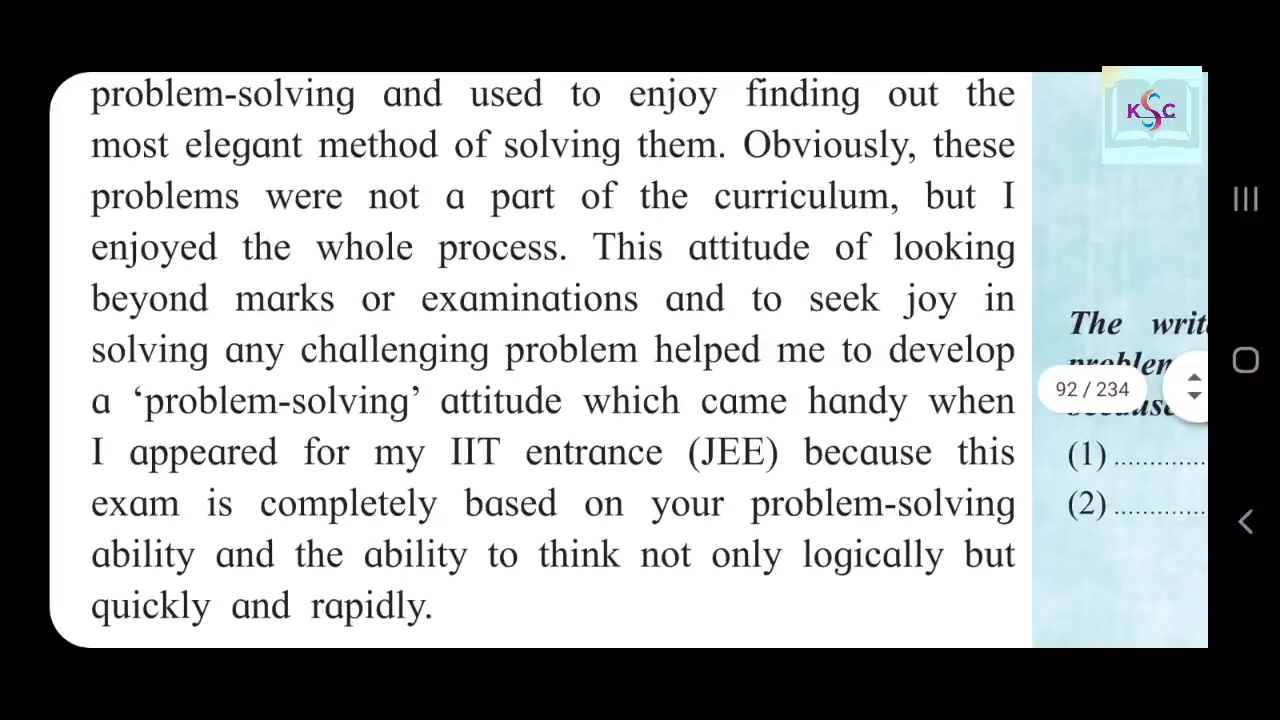 problem-solving and used to enjoy finding out the
most elegant method of solving them. Obviously, these
problems were not a part of the curriculum, but I
enjoyed the whole process. This attitude of looking
beyond marks or examinations and to seek joy in
solving any challenging problem helped me to develop
a ‘problem-solving’ attitude which came handy when
I appeared for my IIT entrance (JEE) because this
exam is completely based on your problem-solving
ability and the ability to think not only logically but
quickly and rapidly.
KSC
The
92 / 234
(1) ..............
(2) ..............